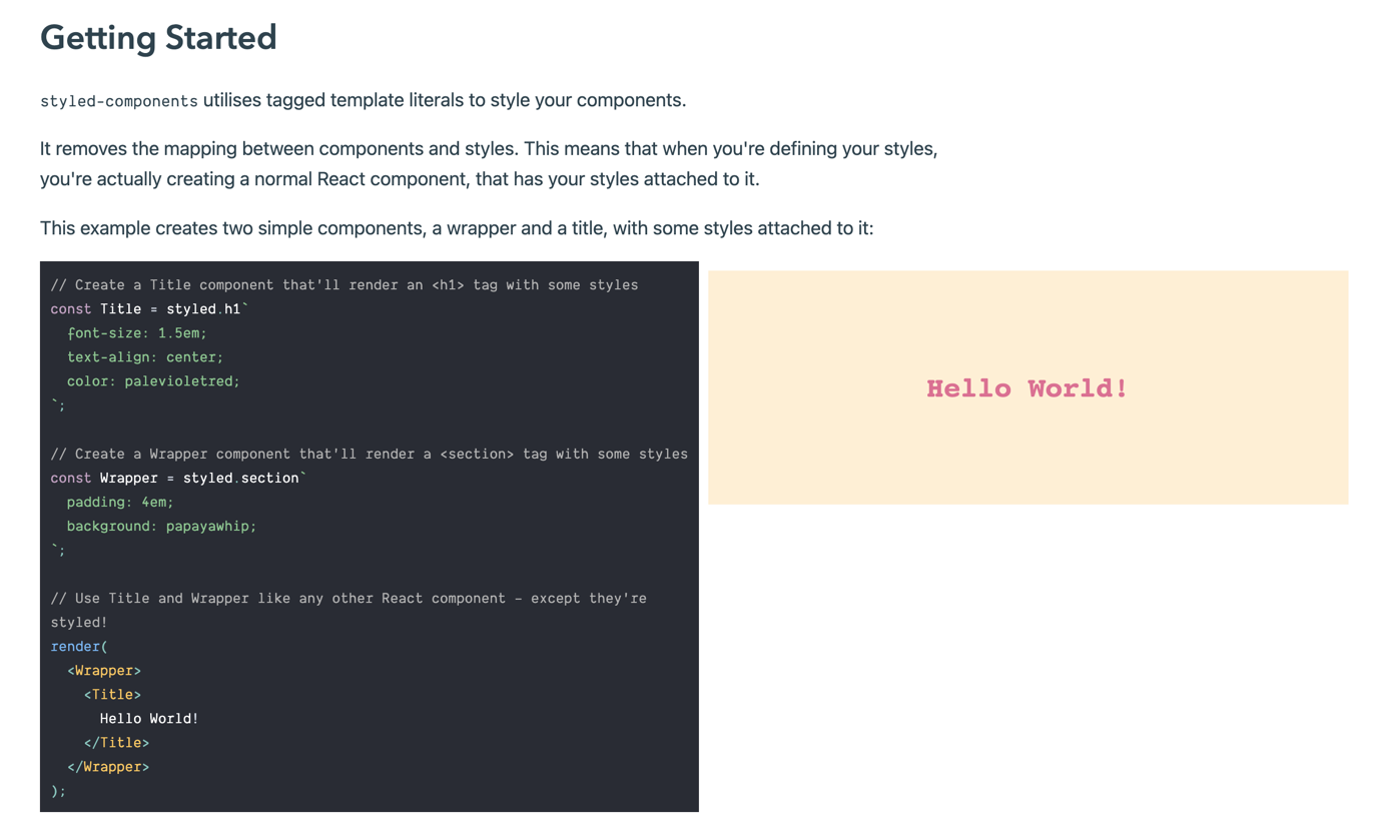 Getting Started
styled-components utilises tagged template literals to style your components.
It removes the mapping between components and styles. This means that when you're defining your styles,
you're actually creating a normal React component, that has your styles attached to it.
This example creates two simple components, a wrapper and a title, with some styles attached to it:
// Create a Title component that'll render an <h1> tag with some styles
const Title = styled.h1`
  font-size: 1.5em;
  text-align: center;
  color: palevioletred;
`;
// Create a Wrapper component that'll render a <section> tag with some styles
const Wrapper = styled.section`
  padding: 4em;
  background: papayawhip;
`;
// Use Title and Wrapper like any other React component – except they're
styled!
render(
  <Wrapper>
    <Title>
      Hello World!
    </Title>
  </Wrapper>
);
Hello World!